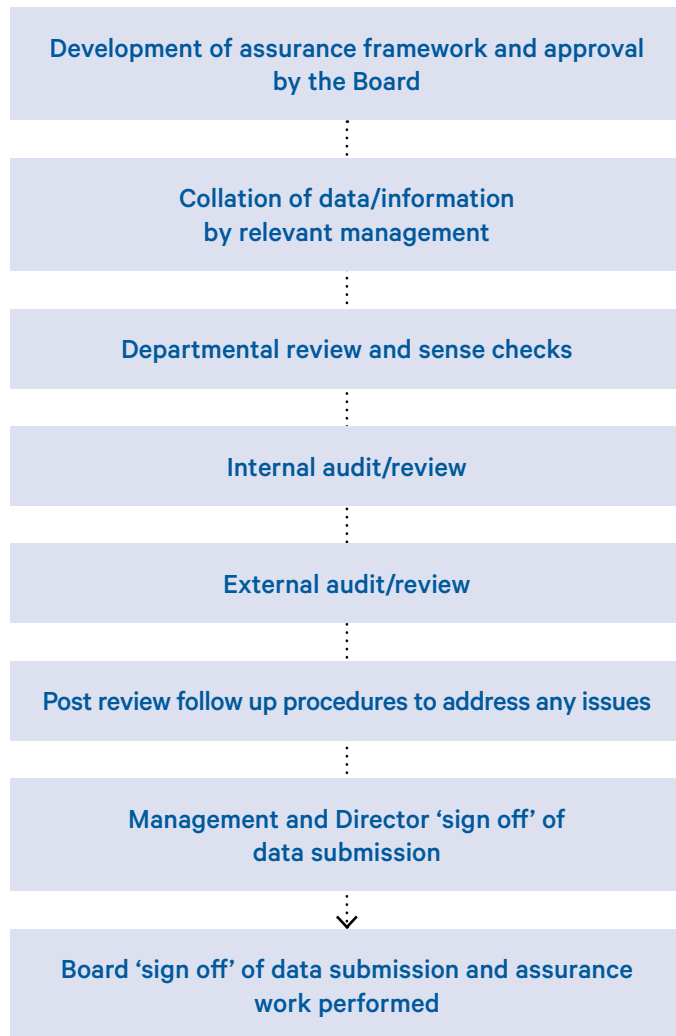 Development of assurance framework and approval
by the Board
Collation of data/information
by relevant management
Departmental review and sense checks
Internal audit/review
External audit/review
Post review follow up procedures to address any issues
Management and Director ‘sign off’ of
data submission
Board ‘sign off’ of data submission and assurance
work performed